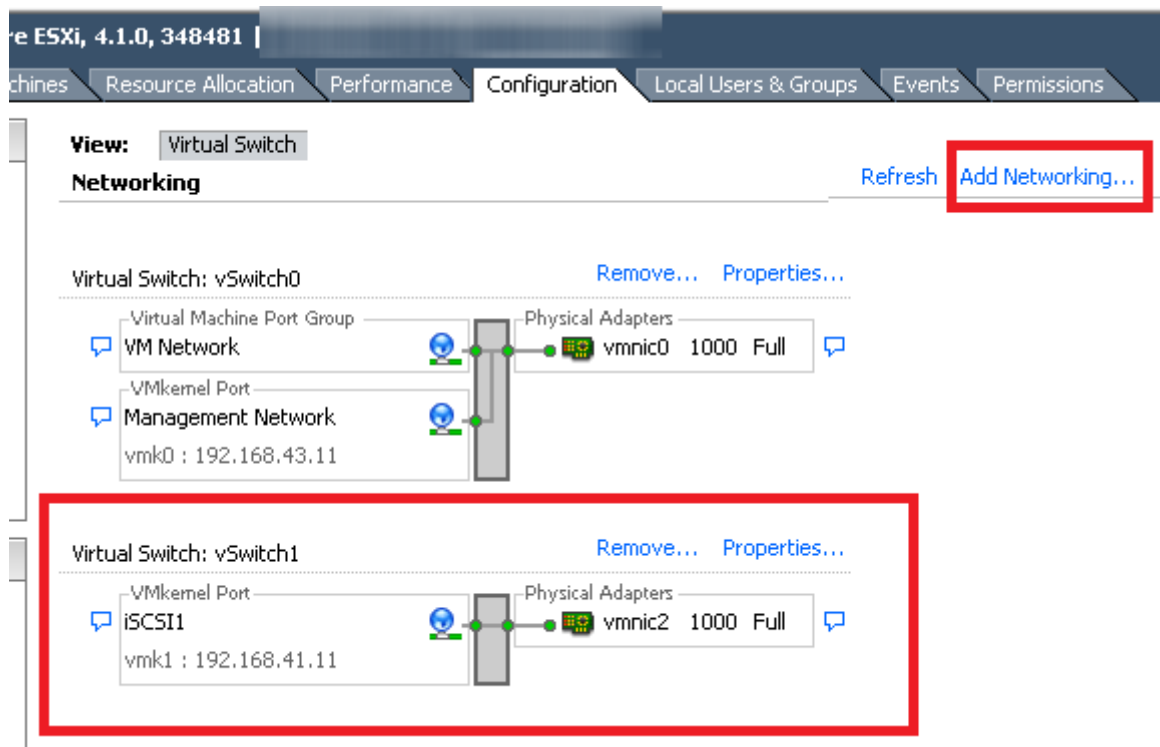 re ESXi, 4.1.0, 348481 |
chines Resource Allocation Performance Configuration Local Users & Groups Events Permissions
View: Virtual Switch
Networking
Refresh Add Networking...
Virtual Switch: vSwitch0 Remove... Properties...
Virtual Machine Port Group Physical Adapters
VM Network vmnic0 1000 Full
VMkernel Port
Management Network
vmk0 : 192.168.43.11
Virtual Switch: vSwitch1 Remove... Properties...
VMkernel Port Physical Adapters
iSCSI1 vmnic2 1000 Full
vmk1 : 192.168.41.11